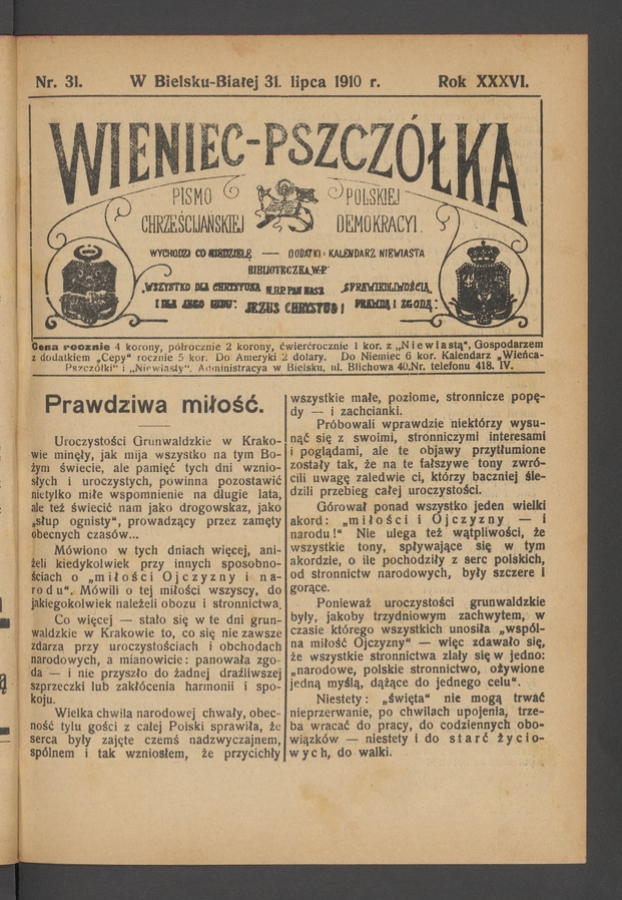 Nr. 31. W Bielsku-Białej 31. lipca 1910 r. Rok XXXVI.
WIENIEC-PSZCZÓŁKA
PISMO POLSKIEJ
CHRZEŚCIJAŃSKIEJ DEMOKRACYI.
WYCHODZI CO NIEDZIELĘ — DODATKI: KALENDARZ NIEWIASTA
BIBLIOTECZKA W-P
„WSZYSTKO DLA CHRYSTUSA N.HP PAN NASZ „SPRAWIEDLIWOŚCIĄ
I DLA JEGO LUDU". JEZUS CHRYSTUS! PRAWDĄ I ZGODĄ."
Cena rocznie 4 korony, półrocznie 2 korony, ćwierćrocznie 1 kor. z „Niewiastą", Gospodarzem
z dodatkiem „Cepy" rocznie 5 kor. Do Ameryki 2 dolary. Do Niemiec 6 kor. Kalendarz „Wieńca-
Pszczółki" i „Niewiasty". Administracya w Bielsku, ul. Blichowa 40. Nr. telefonu 418. IV.
Prawdziwa miłość.
Uroczystości Grunwaldzkie w Krako-
wie minęły, jak mija wszystko na tym Bo-
żym świecie, ale pamięć tych dni wznio-
słych i uroczystych, powinna pozostawić
nietylko miłe wspomnienie na długie lata,
ale też świecić nam jako drogowskaz, jako
„słup ognisty", prowadzący przez zamęty
obecnych czasów...
Mówiono w tych dniach więcej, ani-
żeli kiedykolwiek przy innych sposobno-
ściach o „miłości Ojczyzny i na-
rodu". Mówili o tej miłości wszyscy, do
jakiegokolwiek należeli obozu i stronnictwa.
Co więcej — stało się w te dni grun-
waldzkie w Krakowie to, co się nie zawsze
zdarza przy uroczystościach i obchodach
narodowych, a mianowicie: panowała zgo-
da — i nie przyszło do żadnej drażliwszej
szprzeczki lub zakłócenia harmonii i spo-
koju.
Wielka chwila narodowej chwały, obec-
ność tylu gości z całej Polski sprawiła, że
serca były zajęte czemś nadzwyczajnem,
spólnem i tak wzniosłem, że przycichły
wszystkie małe, poziome, stronnicze popę-
dy — i zachcianki.
Próbowali wprawdzie niektórzy wysu-
nąć się z swoimi, stronniczymi interesami
i poglądami, ale te objawy przytłumione
zostały tak, że na te fałszywe tony zwró-
cili uwagę zaledwie ci, którzy baczniej śle-
dzili przebieg całej uroczystości.
Górował ponad wszystko jeden wielki
akord: „miłości i Ojczyzny — i
narodu!" Nie ulega też wątpliwości, że
wszystkie tony, spływające się w tym
akordzie, o ile pochodziły z serc polskich,
od stronnictw narodowych, były szczere i
gorące.
Ponieważ uroczystości grunwaldzkie
były, jakoby trzydniowym zachwytem, w
czasie którego wszystkich unosiła „wspól-
na miłość Ojczyzny" — więc zdawało się,
że wszystkie stronnictwa zlały się w jedno:
„narodowe, polskie stronnictwo, ożywione
jedną myślą, dążące do jednego celu".
Niestety: „święta" nie mogą trwać
nieprzerwanie, po chwilach upojenia, trze-
ba wracać do pracy, do codziennych obo-
wiązków — niestety i do starć życio-
wych, do walki.